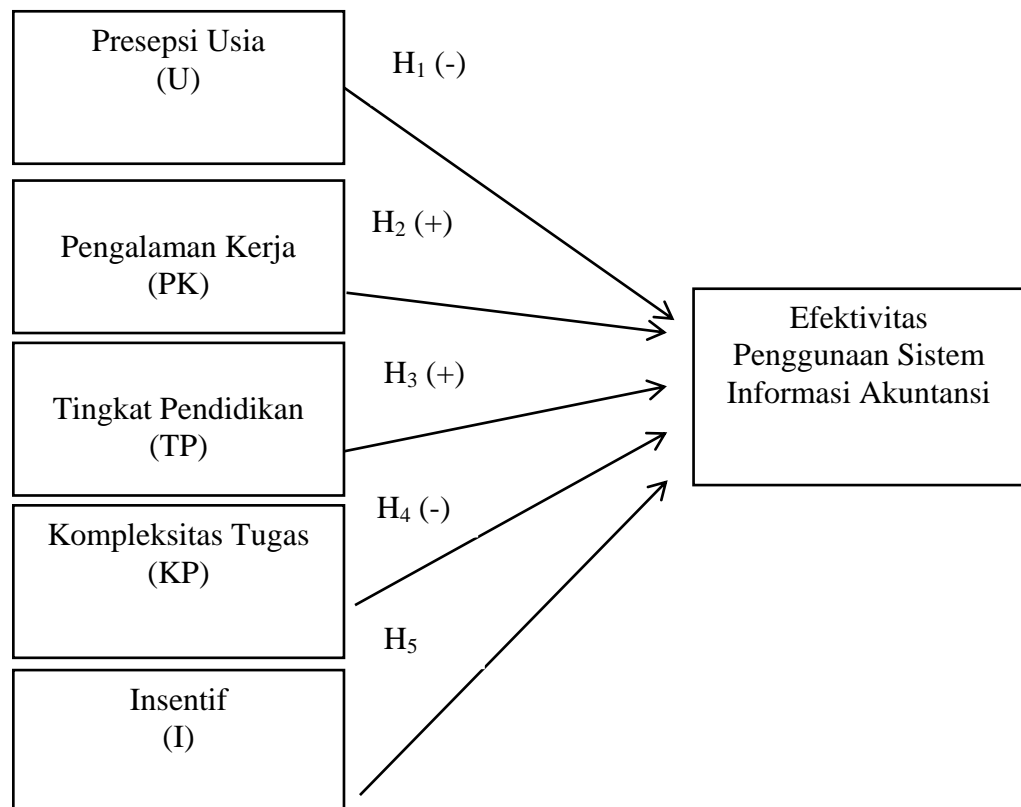 Presepsi Usia
(U)
H₁ (-)
Pengalaman Kerja
(PK)
H₂ (+)
Tingkat Pendidikan
(TP)
H₃ (+)
Kompleksitas Tugas
(KP)
H₄ (-)
Insentif
(I)
H₅
Efektivitas
Penggunaan Sistem
Informasi Akuntansi